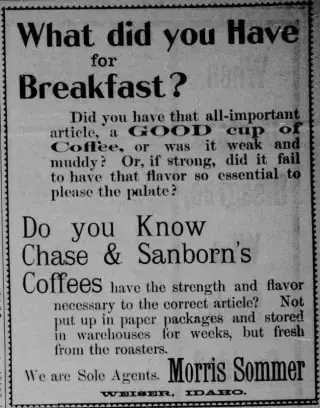 What did you Have
for
Breakfast?
Did you have that all-important
article, a GOOD cup of
Coffee, or was it weak and
muddy? Or, if strong, did it fail
to have that flavor so essential to
please the palate?
Do you Know
Chase & Sanborn's
Coffees have the strength and flavor
necessary to the correct article? Not
put up in paper packages and stored
in warehouses for weeks, but fresh
from the roasters.
We are Sole Agents. Morris Sommer
WEISER, IDAHO.